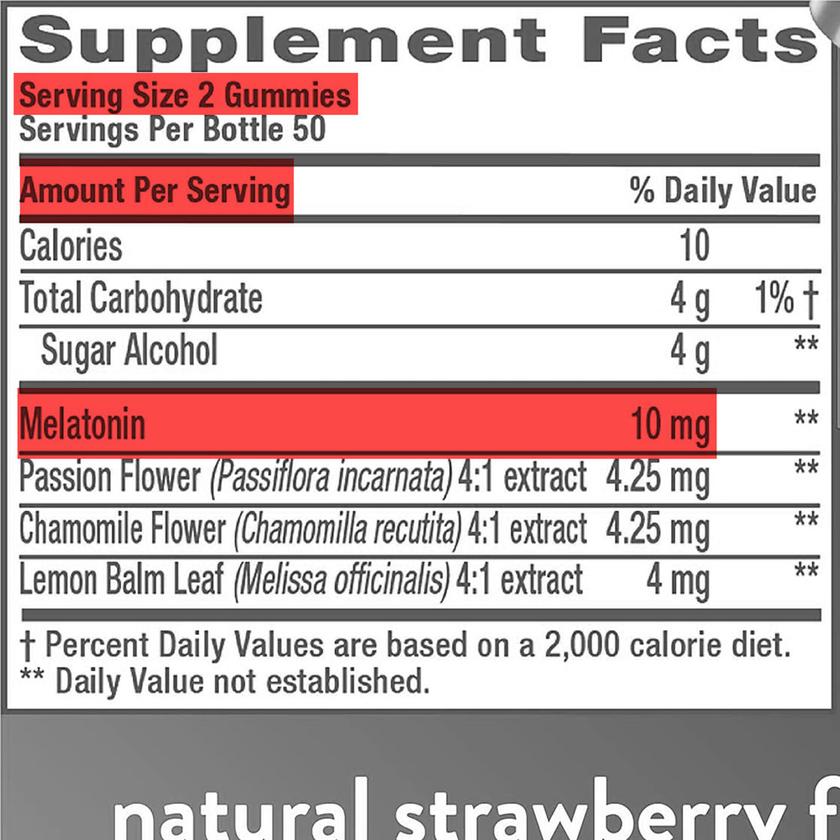 Supplement Facts
Serving Size 2 Gummies
Servings Per Bottle 50
Amount Per Serving % Daily Value
Calories 10
Total Carbohydrate 4 g 1% †
Sugar Alcohol 4 g **
Melatonin 10 mg **
Passion Flower (Passiflora incarnata) 4:1 extract 4.25 mg **
Chamomile Flower (Chamomilla recutita) 4:1 extract 4.25 mg **
Lemon Balm Leaf (Melissa officinalis) 4:1 extract 4 mg **
† Percent Daily Values are based on a 2,000 calorie diet.
** Daily Value not established.
natural strawberry f